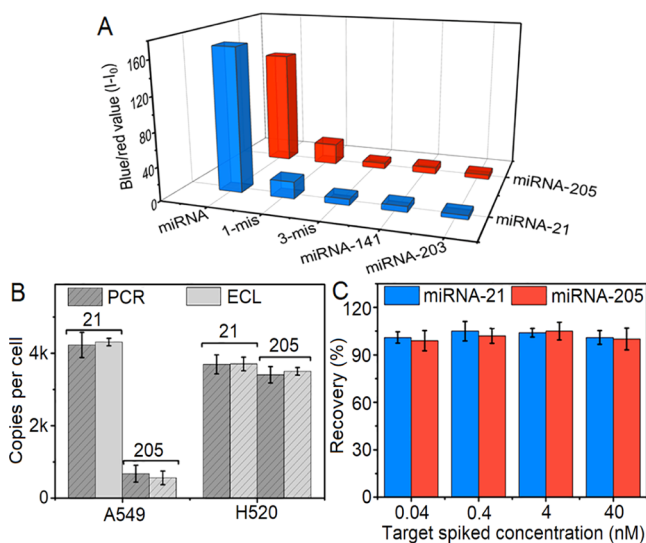 A
Blue/red value (I-I₀)
160
120
80
40
0
miRNA
1-mis
3-mis
miRNA-141
miRNA-203
miRNA-205
miRNA-21
B
PCR
ECL
Copies per cell
4k
2k
0
21
205
21
205
A549
H520
C
miRNA-21
miRNA-205
Recovery (%)
120
90
60
30
0
0.04
0.4
4
40
Target spiked concentration (nM)